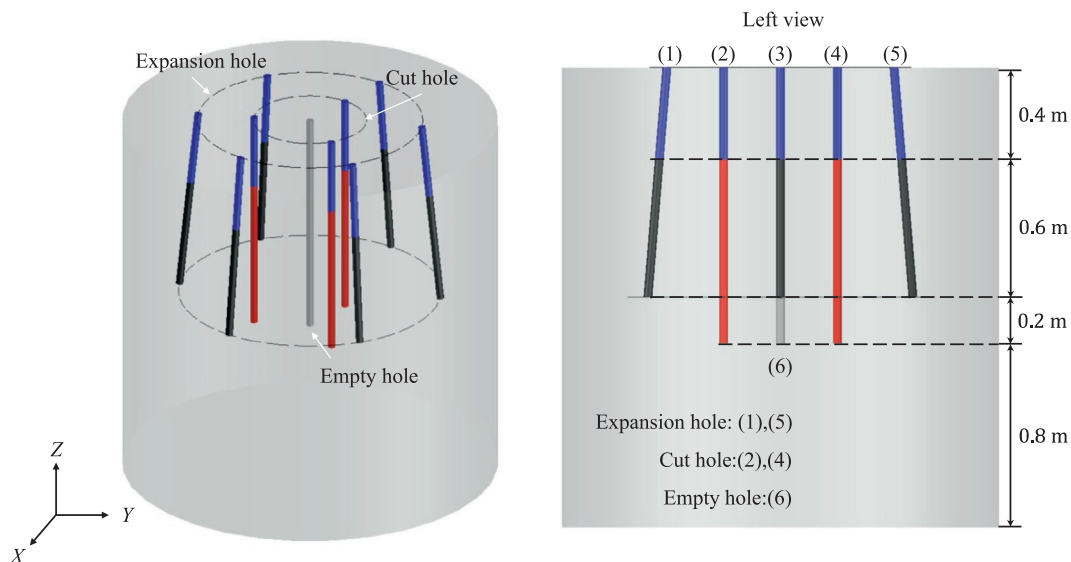 Expansion hole
Cut hole
Empty hole
Z
Y
X
Left view
(1) (2) (3) (4) (5)
0.4 m
0.6 m
0.2 m
(6)
Expansion hole: (1),(5)
0.8 m
Cut hole:(2),(4)
Empty hole:(6)